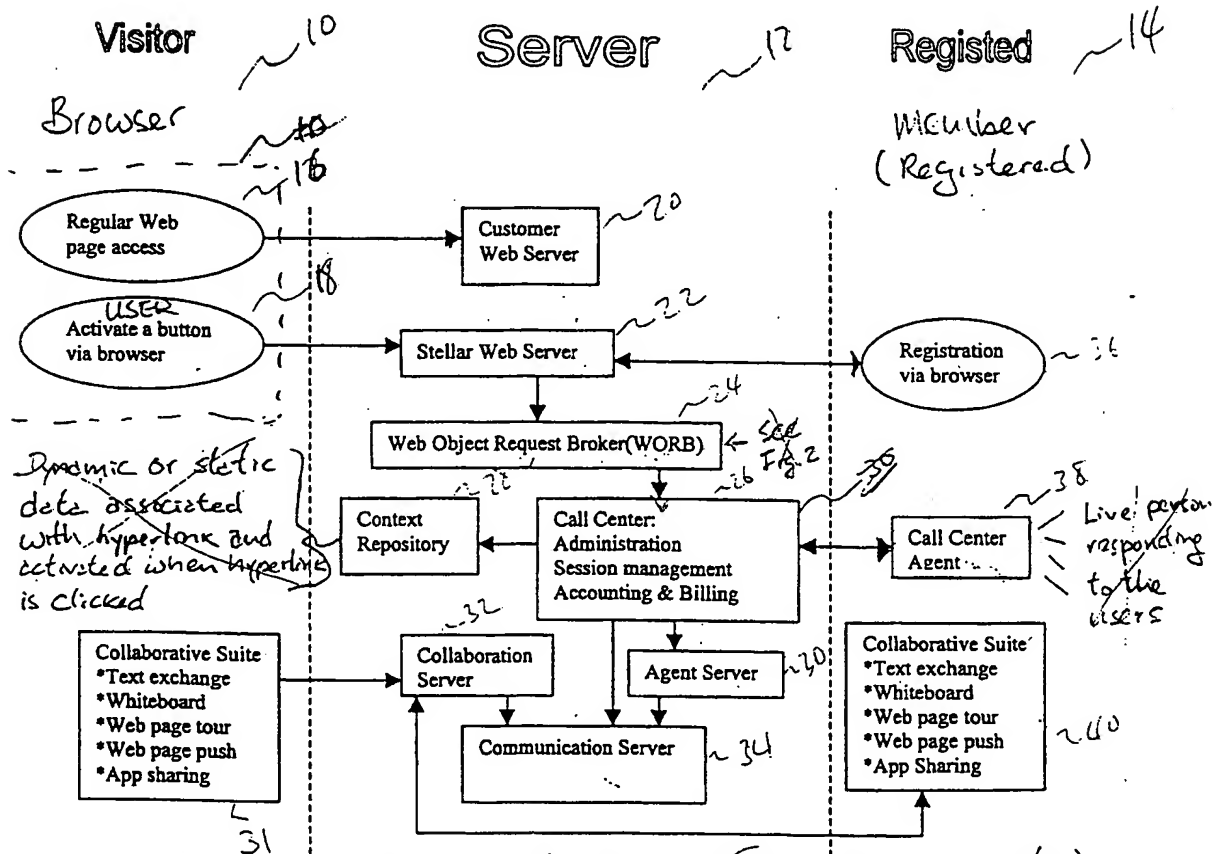 Visitor 10
Server 12
Registed 14
Browser
10
Member
(Registered)
16
Regular Web
page access
20
Customer
Web Server
18
USER
Activate a button
via browser
22
Stellar Web Server
Registration
via browser
36
24
Web Object Request Broker(WORB)
← see
Fig. 2
Dynamic or static
data associated
with hyperlink and
activated when hyperlink
is clicked
28
Context
Repository
26
Call Center:
Administration
Session management
Accounting & Billing
30
38
Call Center
Agent
Live person
responding
to the
users
Collaborative Suite
*Text exchange
*Whiteboard
*Web page tour
*Web page push
*App sharing
31
32
Collaboration
Server
Agent Server
30
Communication Server
34
Collaborative Suite
*Text exchange
*Whiteboard
*Web page tour
*Web page push
*App Sharing
40